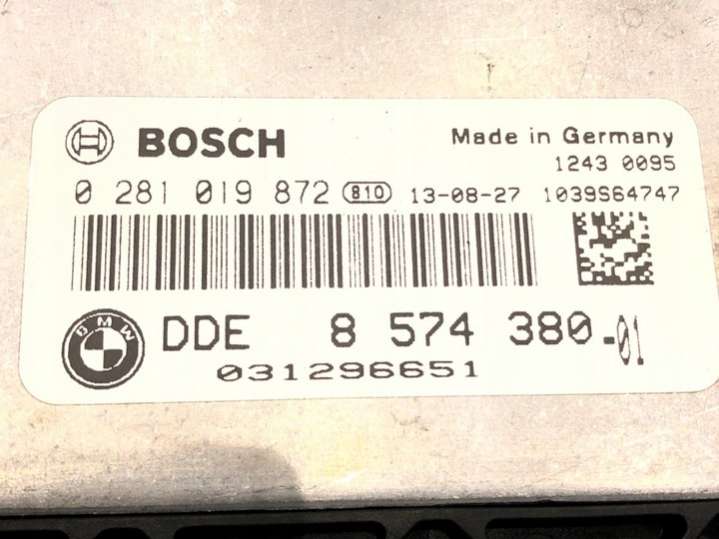 BOSCH
Made in Germany
1243 0095
0 281 019 872 810 13-08-27 1039S64747
BMW DDE 8 574 380-01
031296651